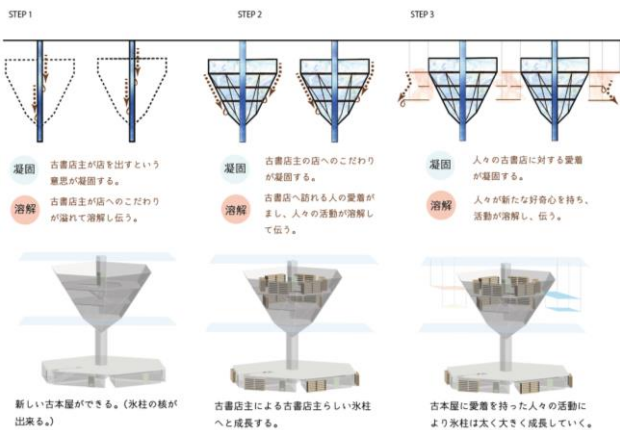 STEP 1
凝固
古書店主が店を出すという
意思が凝固する。
溶解
古書店主が店へのこだわり
が溢れて溶解し伝う。
新しい古本屋ができる。(氷柱の核が
出来る。)
STEP 2
凝固
古書店主の店へのこだわり
が凝固する。
溶解
古書店へ訪れる人の愛着が
まし、人々の活動が溶解し
て伝う。
古書店主による古書店主らしい氷柱
へと成長する。
STEP 3
凝固
人々の古書店に対する愛着
が凝固する。
溶解
人々が新たな好奇心を持ち、
活動が溶解し、伝う。
古本屋に愛着を持った人々の活動に
より氷柱は太く大きく成長していく。